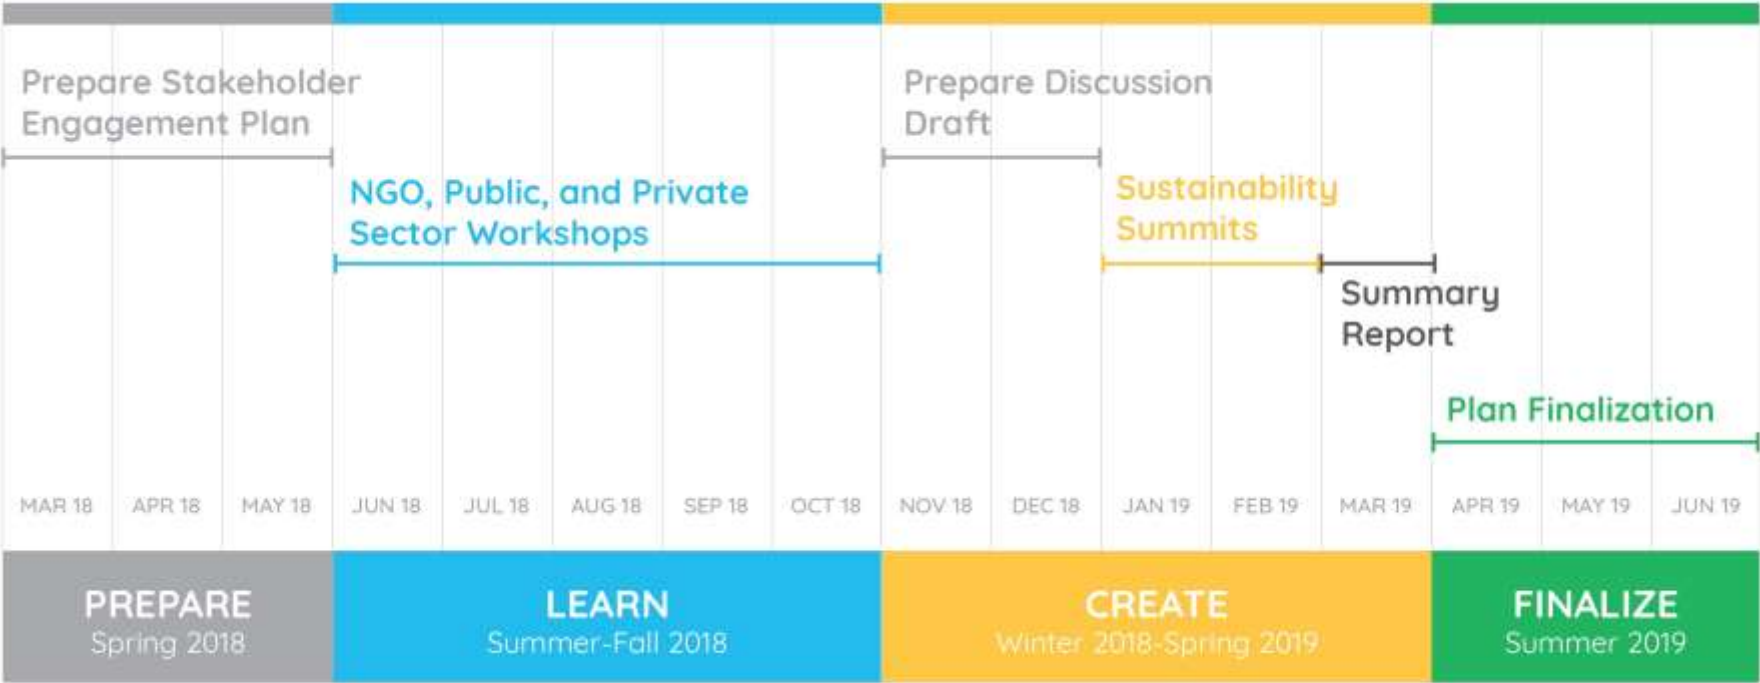 Prepare Stakeholder
Engagement Plan
Prepare Discussion
Draft
NGO, Public, and Private
Sector Workshops
Sustainability
Summits
Summary
Report
Plan Finalization
MAR 18 APR 18 MAY 18 JUN 18 JUL 18 AUG 18 SEP 18 OCT 18 NOV 18 DEC 18 JAN 19 FEB 19 MAR 19 APR 19 MAY 19 JUN 19
PREPARE
Spring 2018
LEARN
Summer-Fall 2018
CREATE
Winter 2018-Spring 2019
FINALIZE
Summer 2019